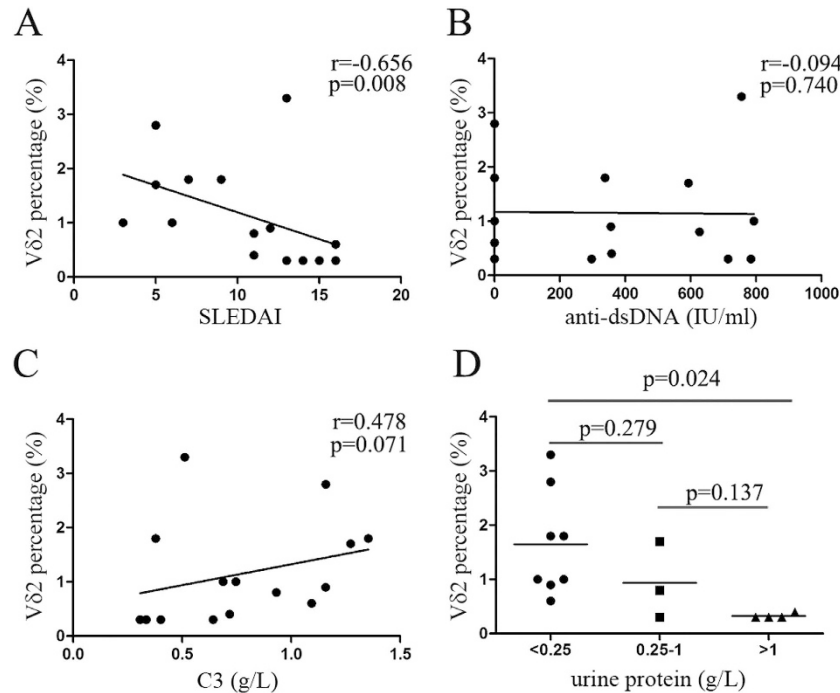 A
r=-0.656
p=0.008
4
3
2
1
0
0 5 10 15 20
Vδ2 percentage (%)
SLEDAI
B
r=-0.094
p=0.740
4
3
2
1
0
0 200 400 600 800 1000
Vδ2 percentage (%)
anti-dsDNA (IU/ml)
C
r=0.478
p=0.071
4
3
2
1
0
0.0 0.5 1.0 1.5
Vδ2 percentage (%)
C3 (g/L)
D
p=0.024
p=0.279
p=0.137
4
3
2
1
0
<0.25 0.25-1 >1
Vδ2 percentage (%)
urine protein (g/L)